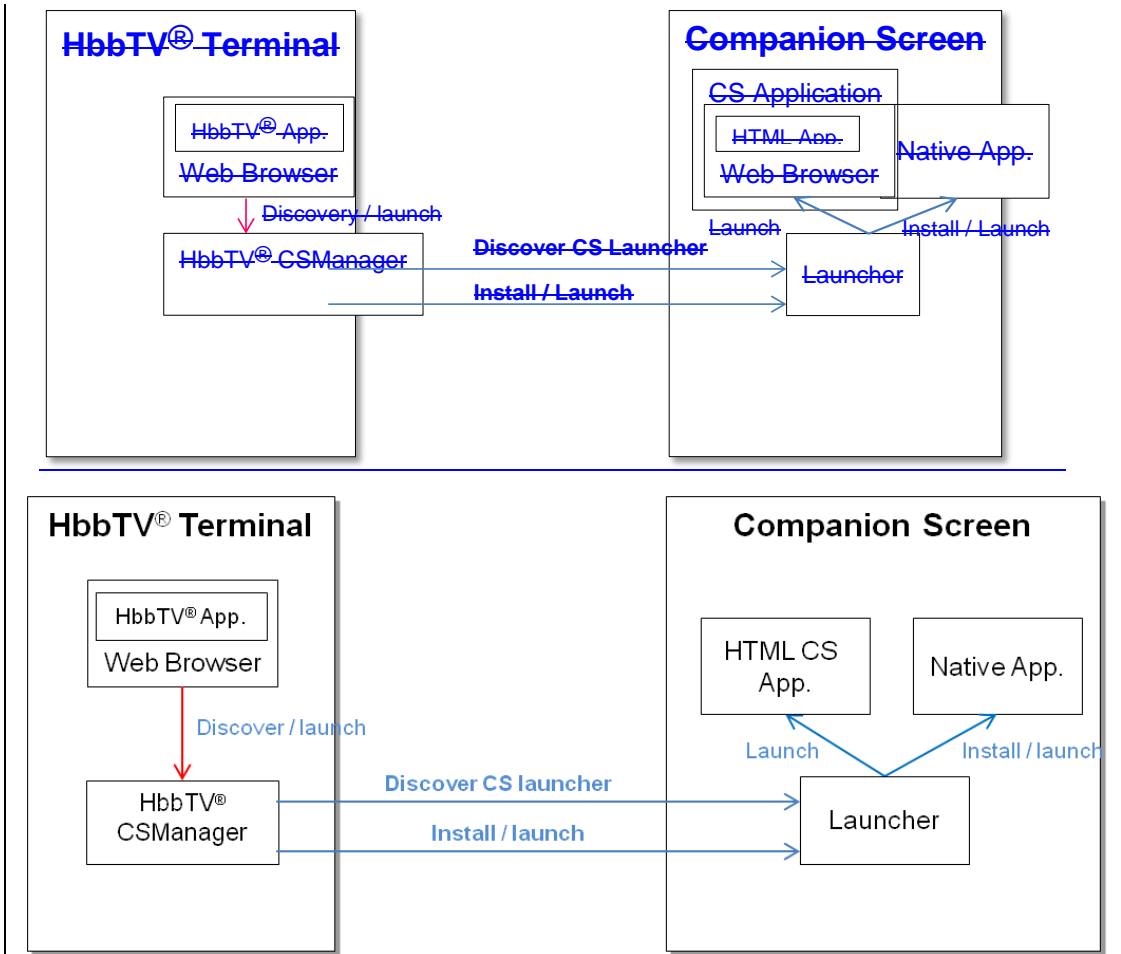 HbbTV® Terminal
Companion Screen
CS Application
HbbTV® App.
HTML App.
Native App.
Web Browser
Web Browser
Discovery / launch
Launch
Install / Launch
HbbTV® CSManager
Discover CS Launcher
Launcher
Install / Launch
HbbTV® Terminal
Companion Screen
HbbTV® App.
Web Browser
HTML CS
App.
Native App.
Discover / launch
Launch
Install / launch
Discover CS launcher
HbbTV®
CSManager
Launcher
Install / launch